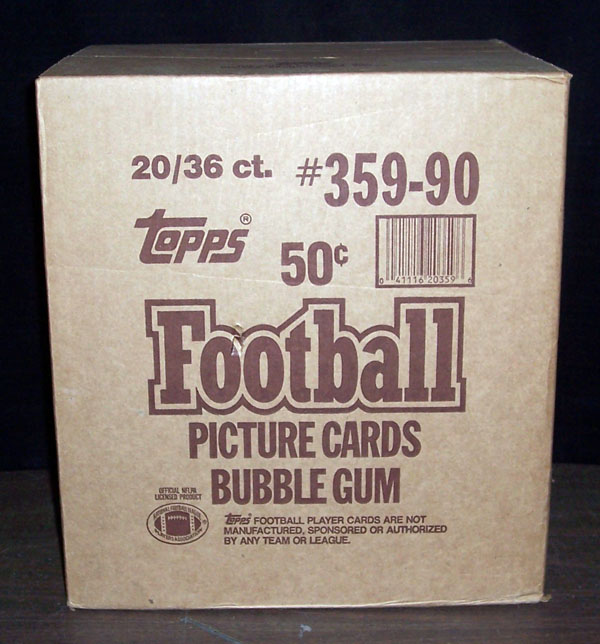 20/36 ct. #359-90
Topps®
50¢
0 41116 20359 6
Football
PICTURE CARDS
BUBBLE GUM
OFFICIAL NFLPA
LICENSED PRODUCT
Topps® FOOTBALL PLAYER CARDS ARE NOT
MANUFACTURED, SPONSORED OR AUTHORIZED
BY ANY TEAM OR LEAGUE.